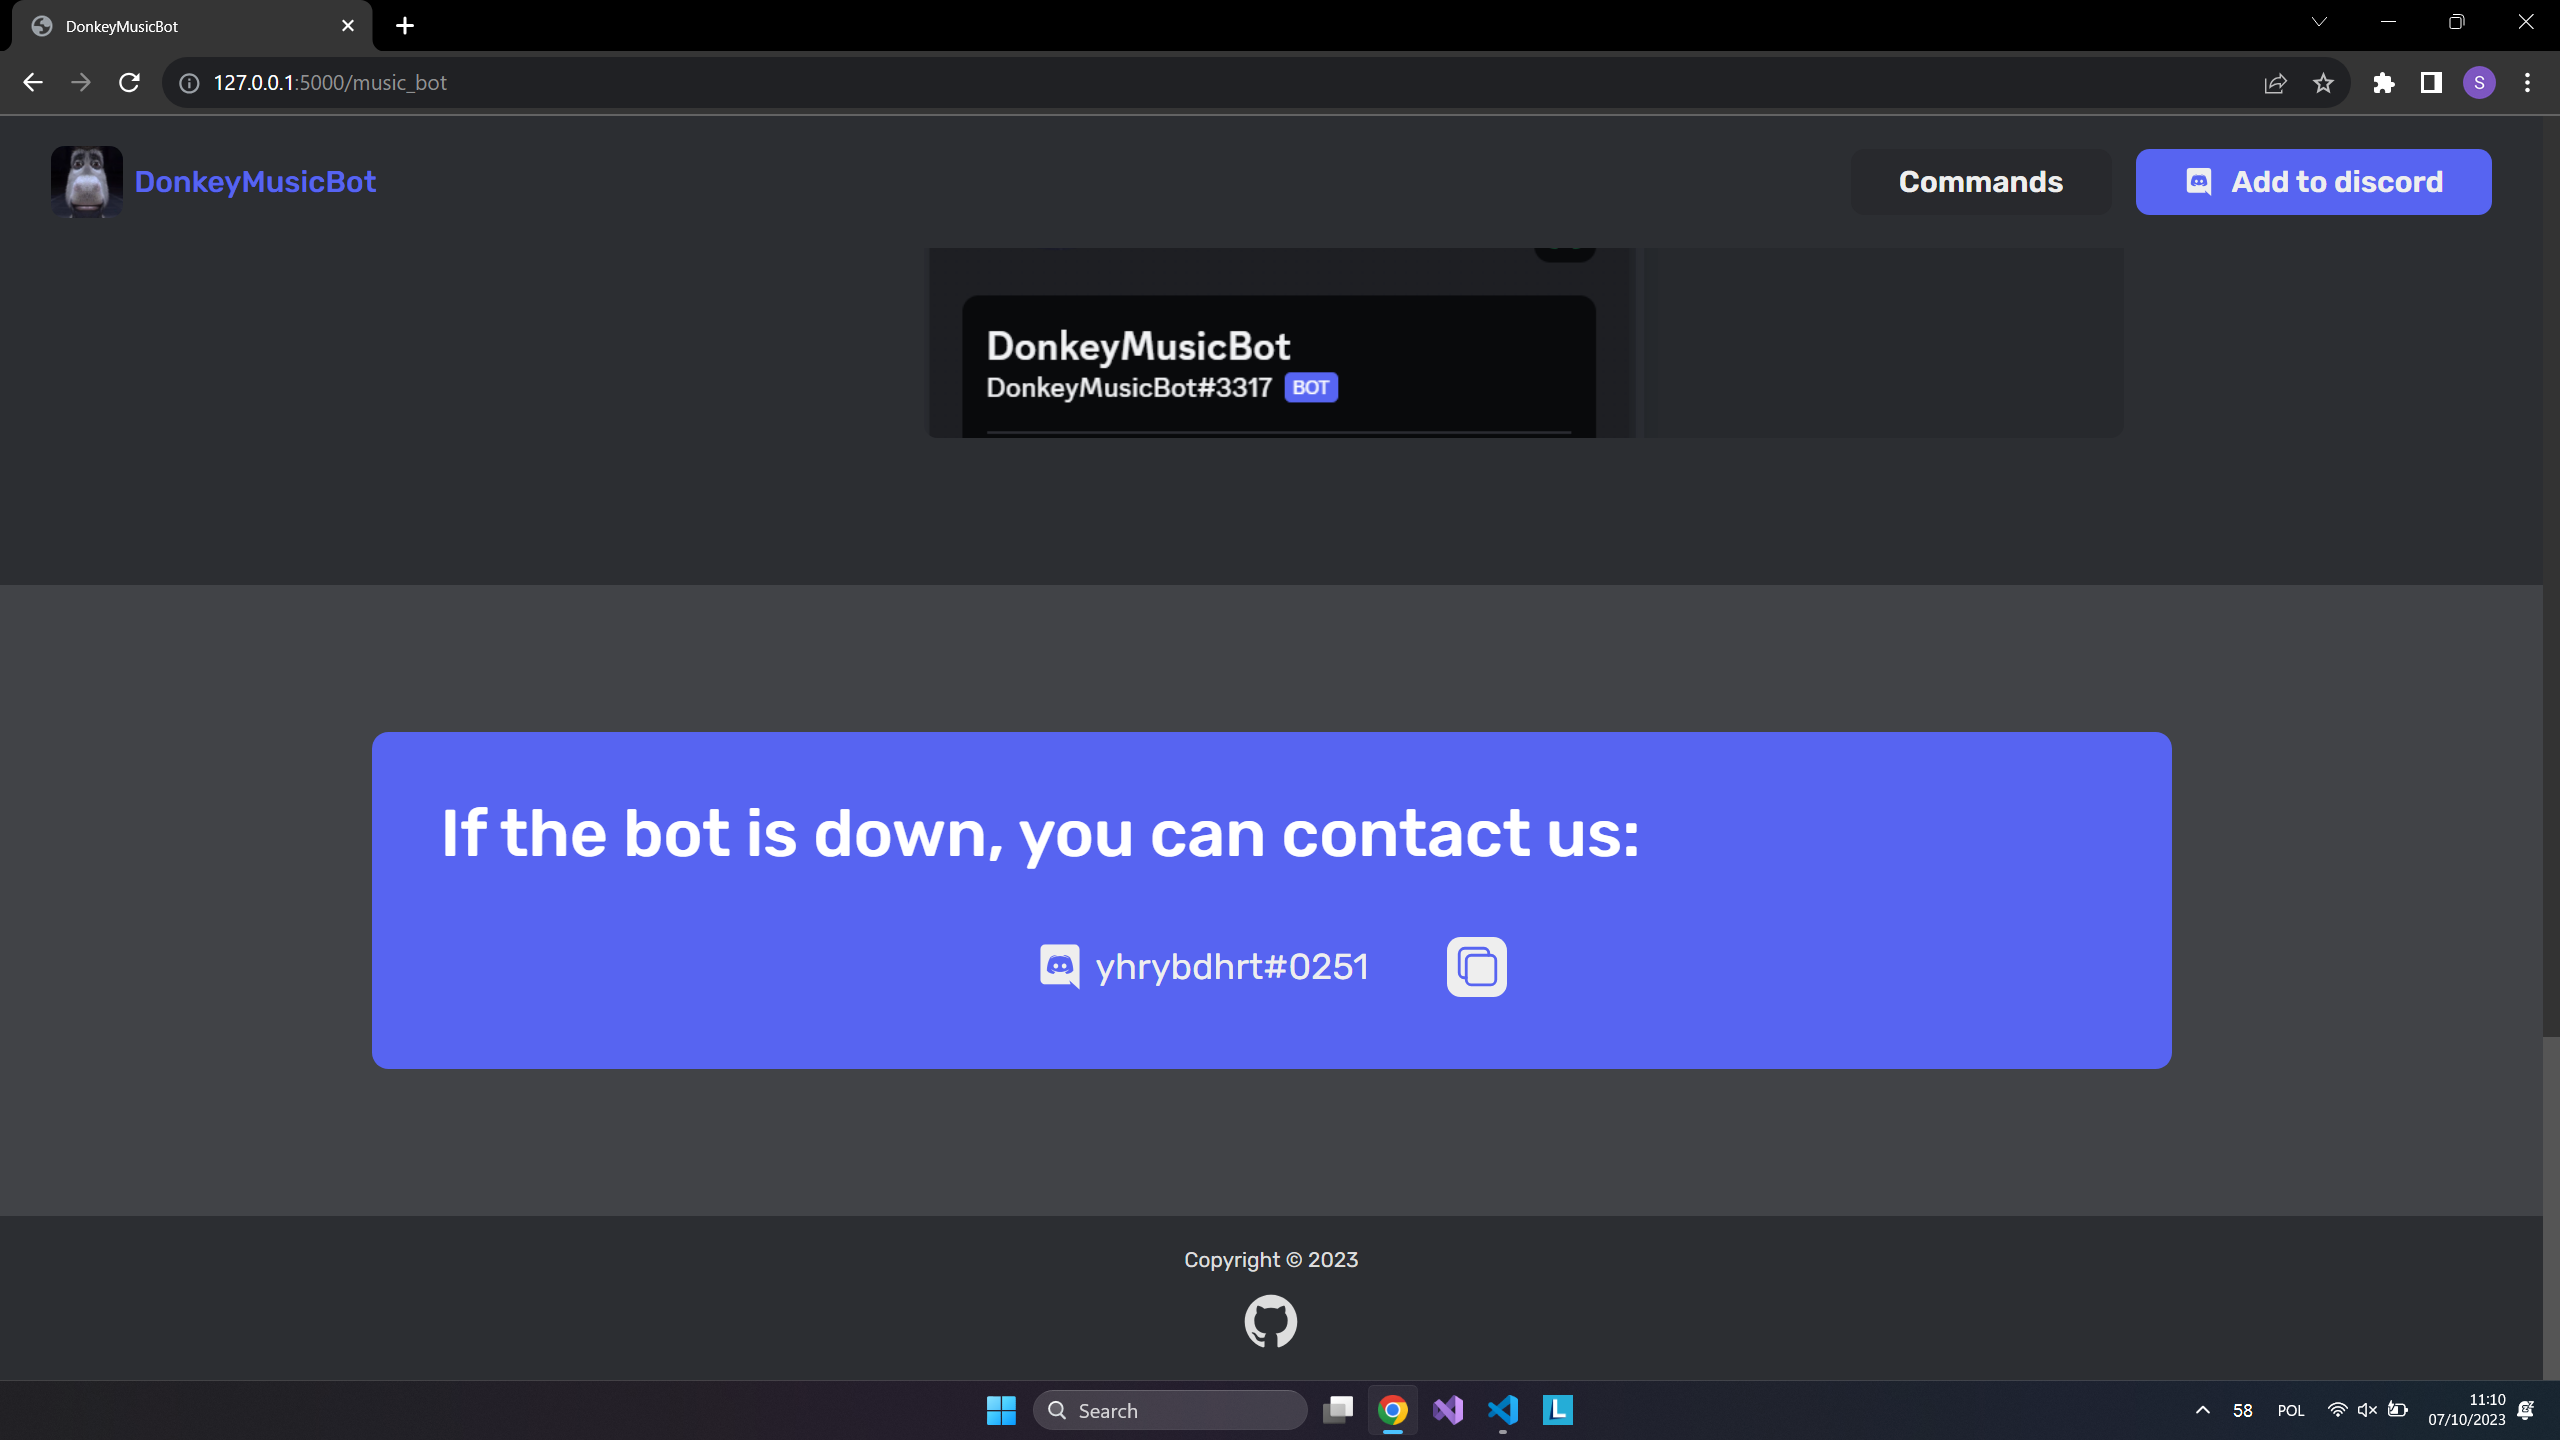 DonkeyMusicBot
127.0.0.1:5000/music_bot
S
DonkeyMusicBot
Commands
Add to discord
DonkeyMusicBot
DonkeyMusicBot#3317 BOT
If the bot is down, you can contact us:
yhrybdhrt#0251
Copyright © 2023
Search
L
58
POL
11:10
07/10/2023